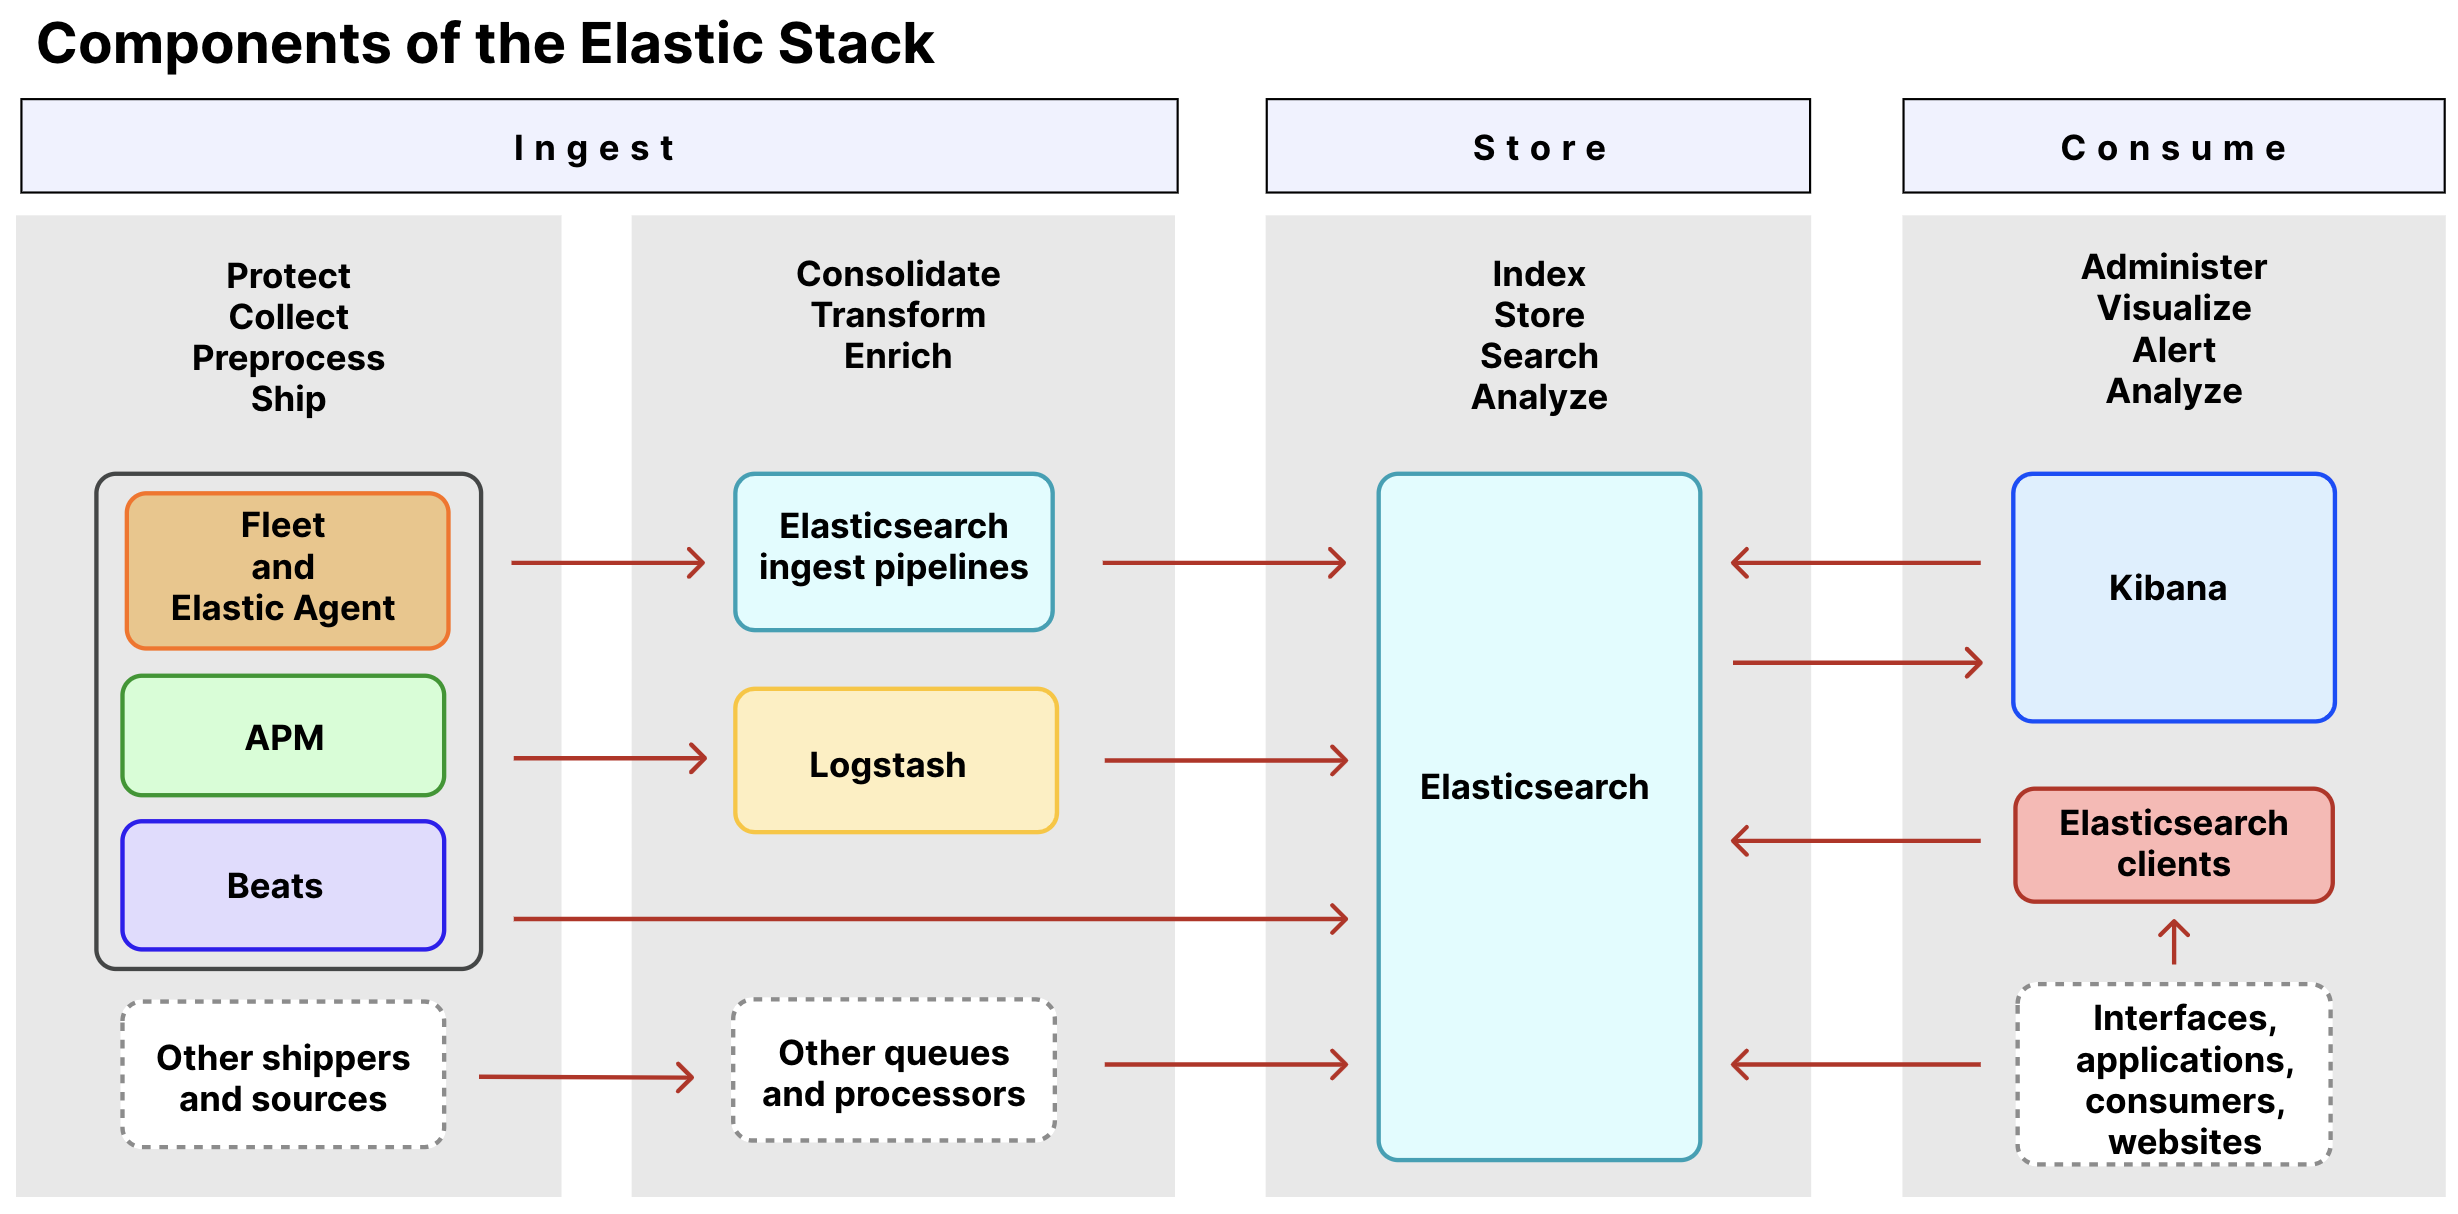 Components of the Elastic Stack
Ingest
Store
Consume
Protect
Collect
Preprocess
Ship
Consolidate
Transform
Enrich
Index
Store
Search
Analyze
Administer
Visualize
Alert
Analyze
Fleet
and
Elastic Agent
APM
Beats
Other shippers
and sources
Elasticsearch
ingest pipelines
Logstash
Other queues
and processors
Elasticsearch
Kibana
Elasticsearch
clients
Interfaces,
applications,
consumers,
websites